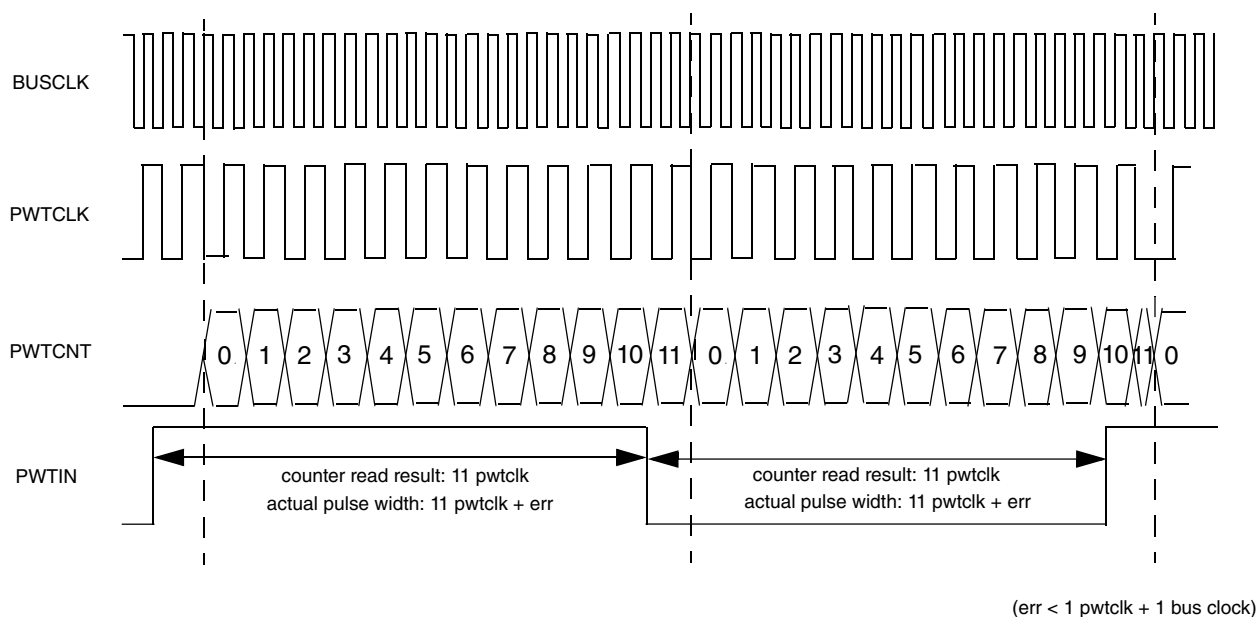 BUSCLK
PWTCLK
PWTCNT
0 1 2 3 4 5 6 7 8 9 10 11 0 1 2 3 4 5 6 7 8 9 10 11 0
PWTIN
counter read result: 11 pwtclk
actual pulse width: 11 pwtclk + err
counter read result: 11 pwtclk
actual pulse width: 11 pwtclk + err
(err < 1 pwtclk + 1 bus clock)